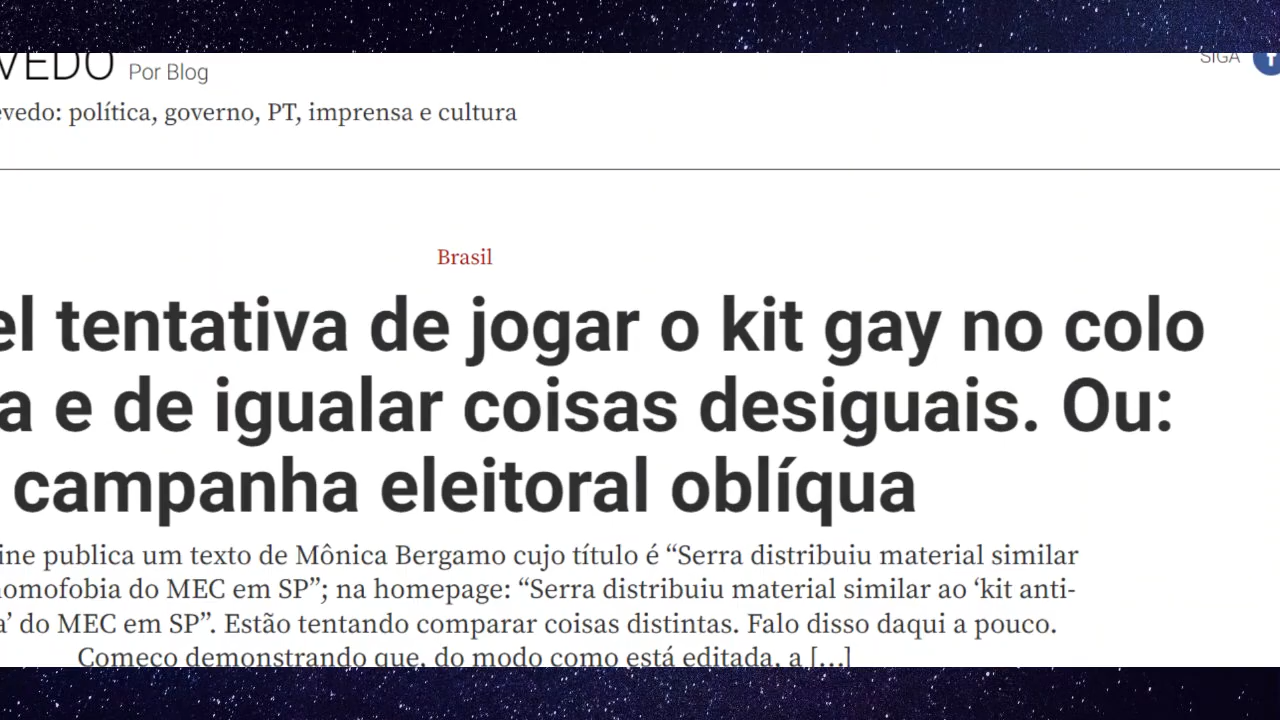 VEDO Por Blog
SIGA
evedo: política, governo, PT, imprensa e cultura
Brasil
el tentativa de jogar o kit gay no colo
a e de igualar coisas desiguais. Ou:
campanha eleitoral oblíqua
ine publica um texto de Mônica Bergamo cujo título é “Serra distribuiu material similar
homofobia do MEC em SP”; na homepage: “Serra distribuiu material similar ao ‘kit anti-
a’ do MEC em SP”. Estão tentando comparar coisas distintas. Falo disso daqui a pouco.
Começo demonstrando que, do modo como está editada, a […]